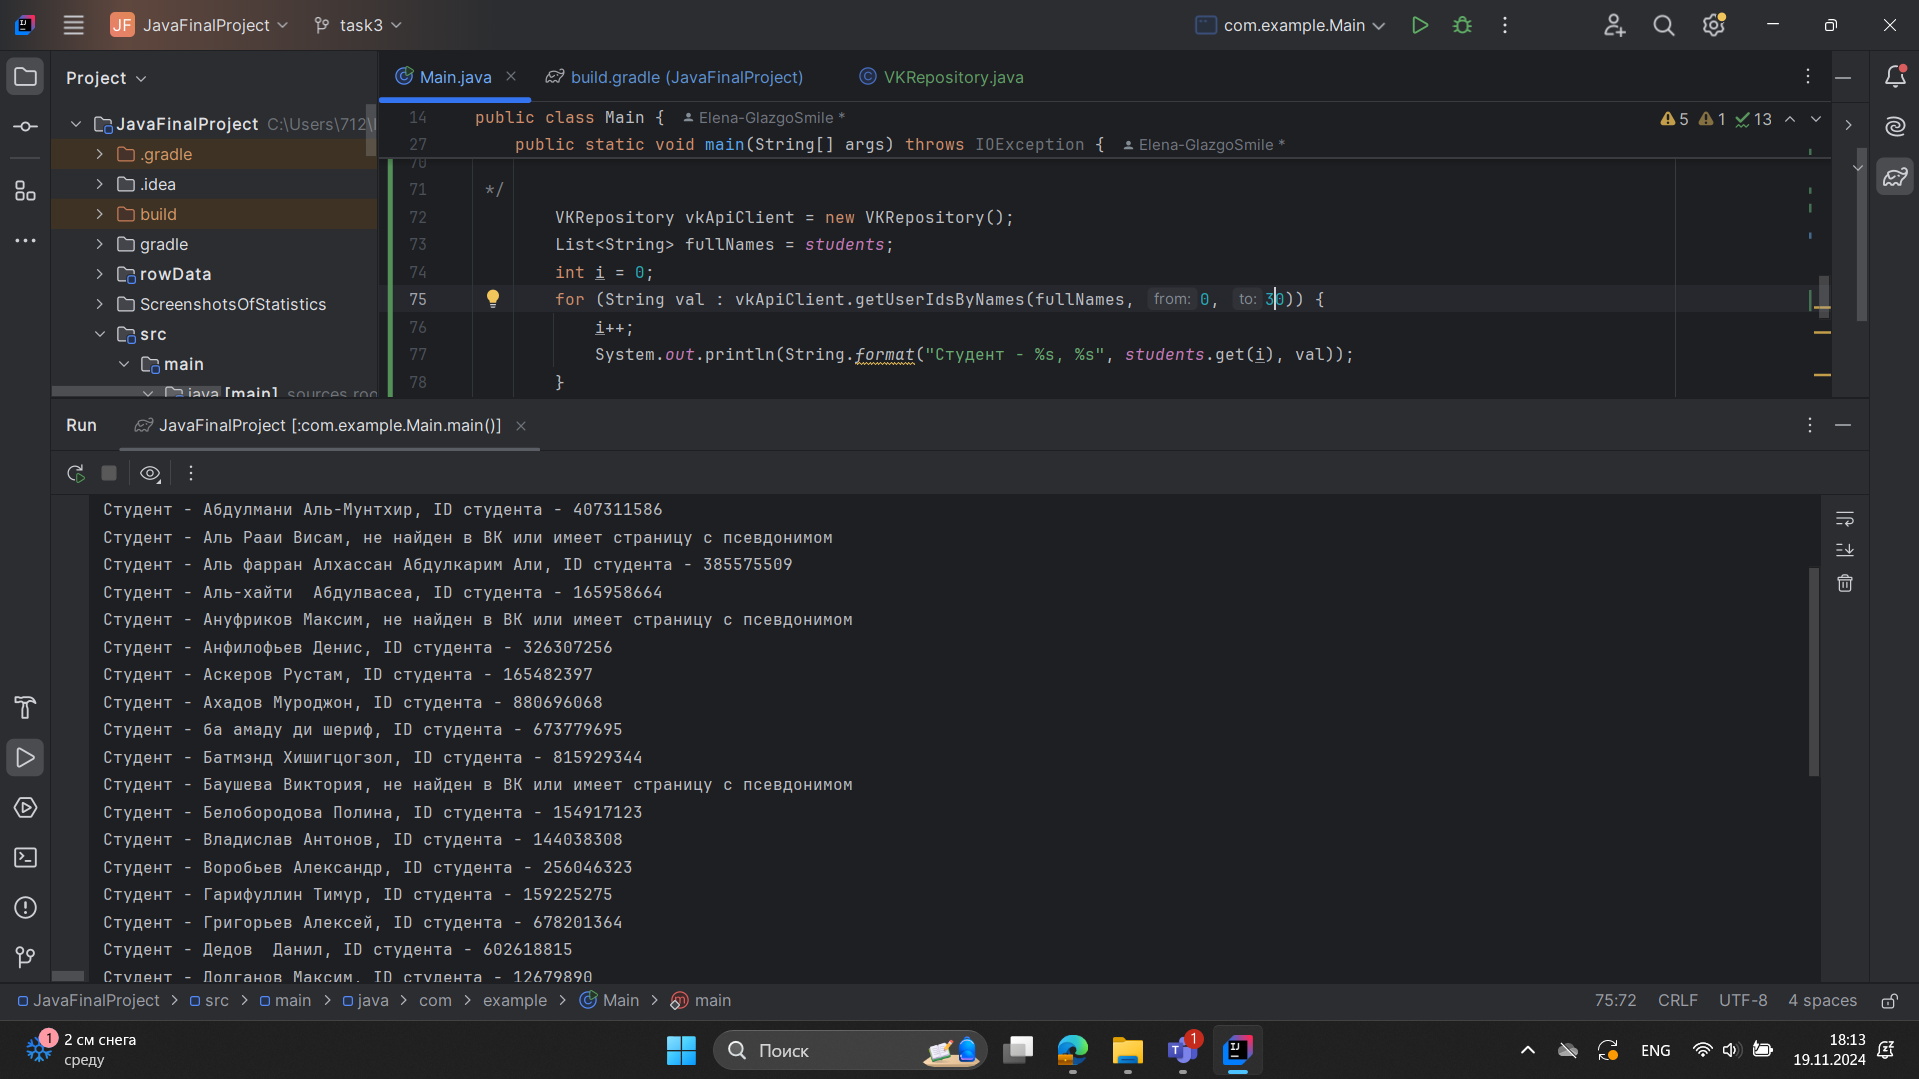 JF JavaFinalProject task3 com.example.Main
Project
Main.java build.gradle (JavaFinalProject) VKRepository.java
JavaFinalProject C:\Users\712\
.gradle
.idea
build
gradle
rowData
ScreenshotsOfStatistics
src
main
java [main] sources roo
14 public class Main { Elena-GlazgoSmile * 5 1 13
27 public static void main(String[] args) throws IOException { Elena-GlazgoSmile *
70
71 */
72 VKRepository vkApiClient = new VKRepository();
73 List<String> fullNames = students;
74 int i = 0;
75 for (String val : vkApiClient.getUserIdsByNames(fullNames, from: 0, to: 30)) {
76 i++;
77 System.out.println(String.format("Студент - %s, %s", students.get(i), val));
78 }
Run JavaFinalProject [:com.example.Main.main()]
Студент - Абдулмани Аль-Мунтхир, ID студента - 407311586
Студент - Аль Рааи Висам, не найден в ВК или имеет страницу с псевдонимом
Студент - Аль фарран Алхассан Абдулкарим Али, ID студента - 385575509
Студент - Аль-хайти  Абдулвасеа, ID студента - 165958664
Студент - Ануфриков Максим, не найден в ВК или имеет страницу с псевдонимом
Студент - Анфилофьев Денис, ID студента - 326307256
Студент - Аскеров Рустам, ID студента - 165482397
Студент - Ахадов Муроджон, ID студента - 880696068
Студент - ба амаду ди шериф, ID студента - 673779695
Студент - Батмэнд Хишигцогзол, ID студента - 815929344
Студент - Баушева Виктория, не найден в ВК или имеет страницу с псевдонимом
Студент - Белобородова Полина, ID студента - 154917123
Студент - Владислав Антонов, ID студента - 144038308
Студент - Воробьев Александр, ID студента - 256046323
Студент - Гарифуллин Тимур, ID студента - 159225275
Студент - Григорьев Алексей, ID студента - 678201364
Студент - Дедов  Данил, ID студента - 602618815
Студент - Долганов Максим, ID студента - 12679890
JavaFinalProject > src > main > java > com > example > Main > main 75:72 CRLF UTF-8 4 spaces
1 2 см снега
среду
Поиск
1
ENG
18:13
19.11.2024